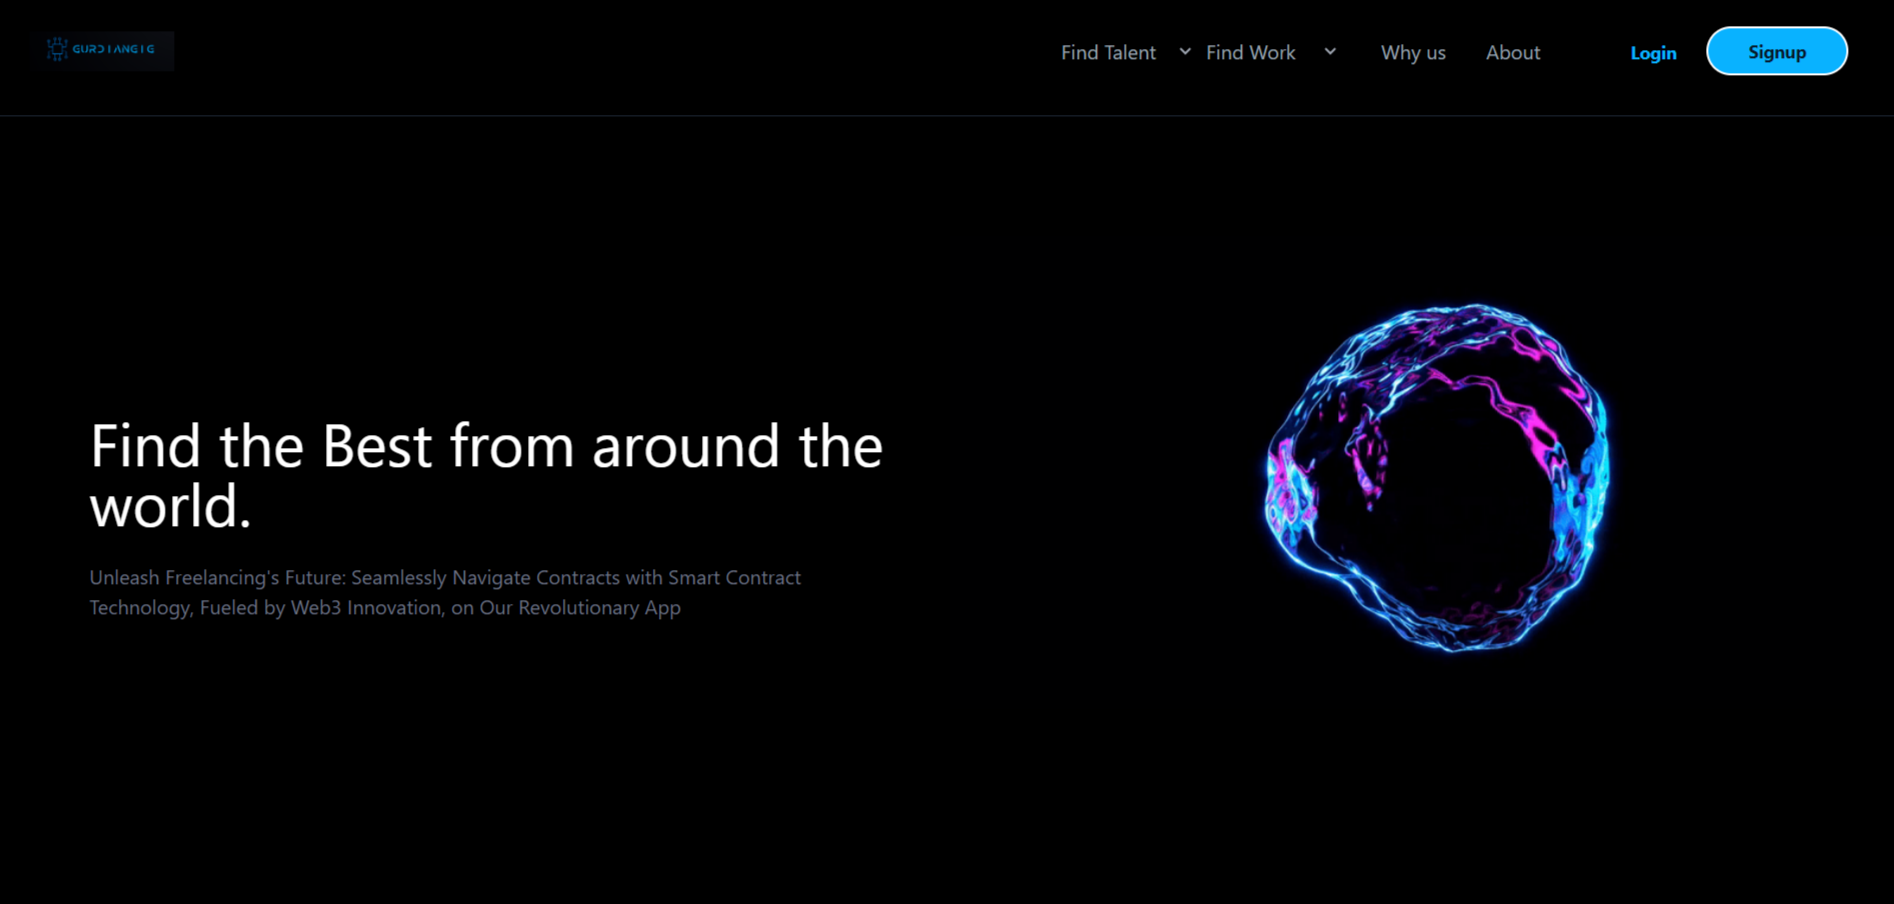 GURDIANGIG
Find Talent Find Work Why us About Login Signup
Find the Best from around the
world.
Unleash Freelancing's Future: Seamlessly Navigate Contracts with Smart Contract
Technology, Fueled by Web3 Innovation, on Our Revolutionary App